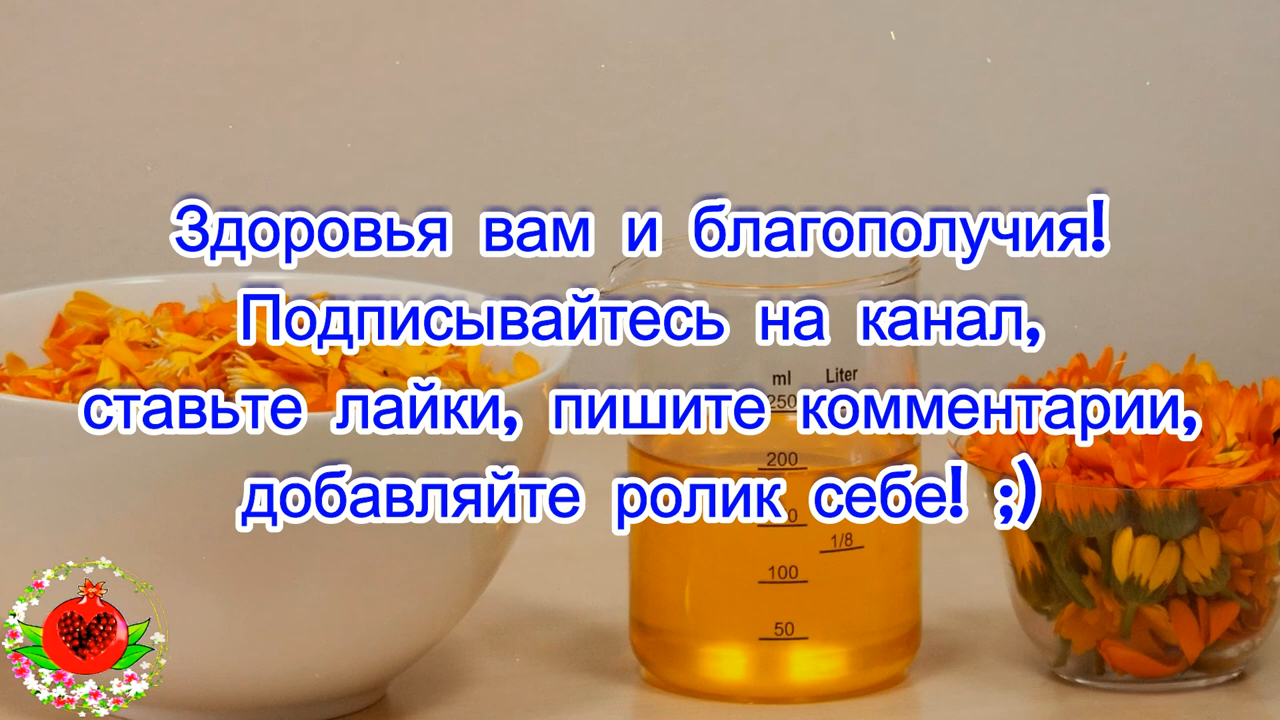 Здоровья вам и благополучия!
Подписывайтесь на канал,
ставьте лайки, пишите комментарии,
добавляйте ролик себе! ;)
ml Liter
250
200
1/8
100
50